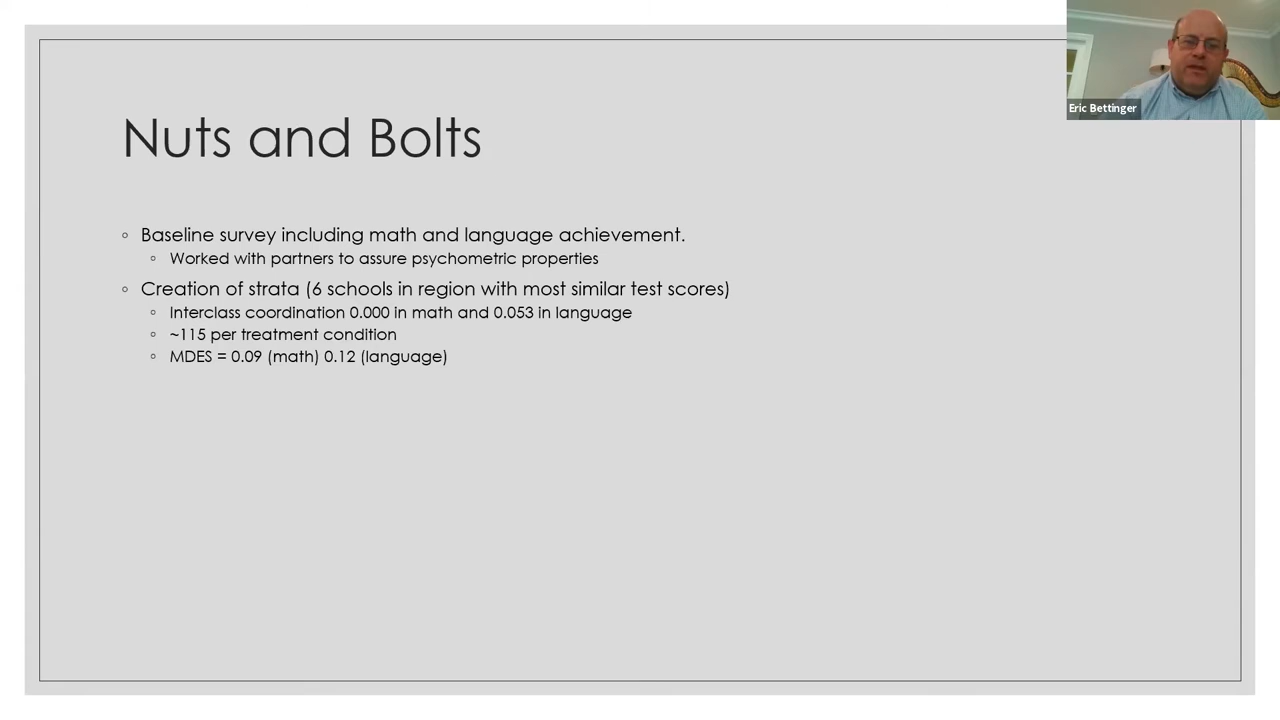 Eric Bettinger
Nuts and Bolts
◦ Baseline survey including math and language achievement.
◦ Worked with partners to assure psychometric properties
◦ Creation of strata (6 schools in region with most similar test scores)
◦ Interclass coordination 0.000 in math and 0.053 in language
◦ ~115 per treatment condition
◦ MDES = 0.09 (math) 0.12 (language)